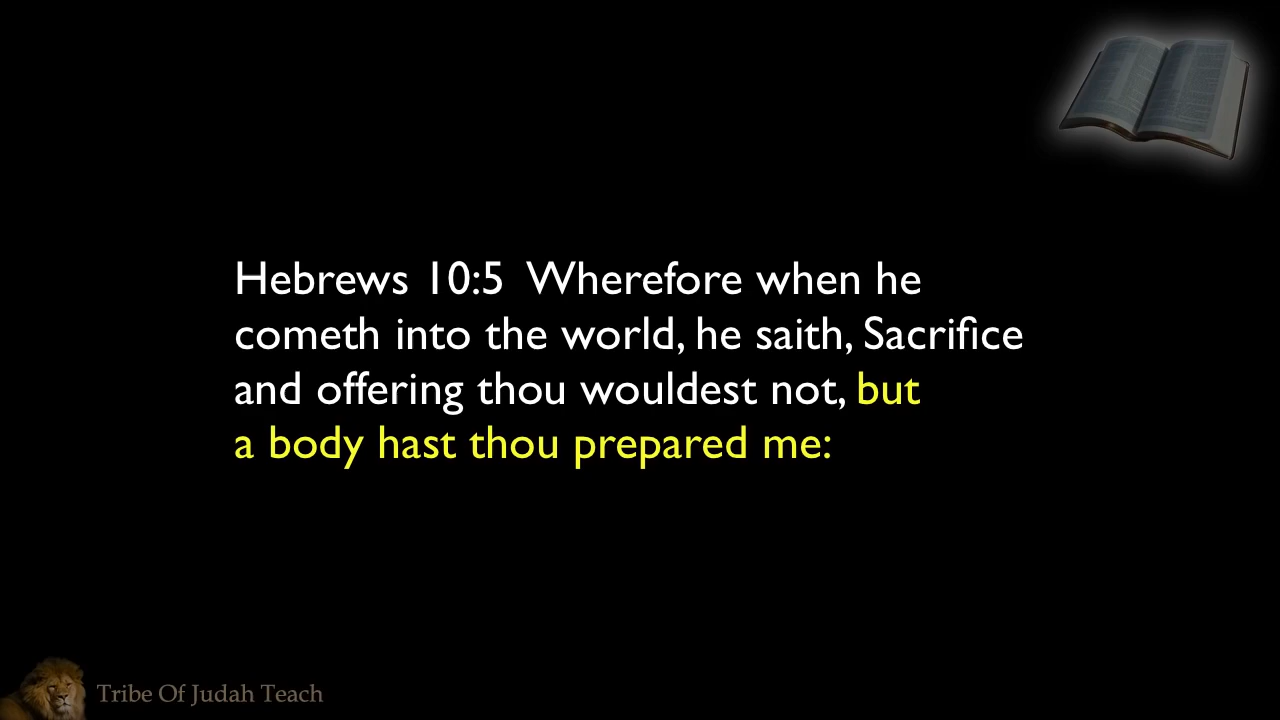 Hebrews 10:5  Wherefore when he
cometh into the world, he saith, Sacrifice
and offering thou wouldest not, but
a body hast thou prepared me:
Tribe Of Judah Teach